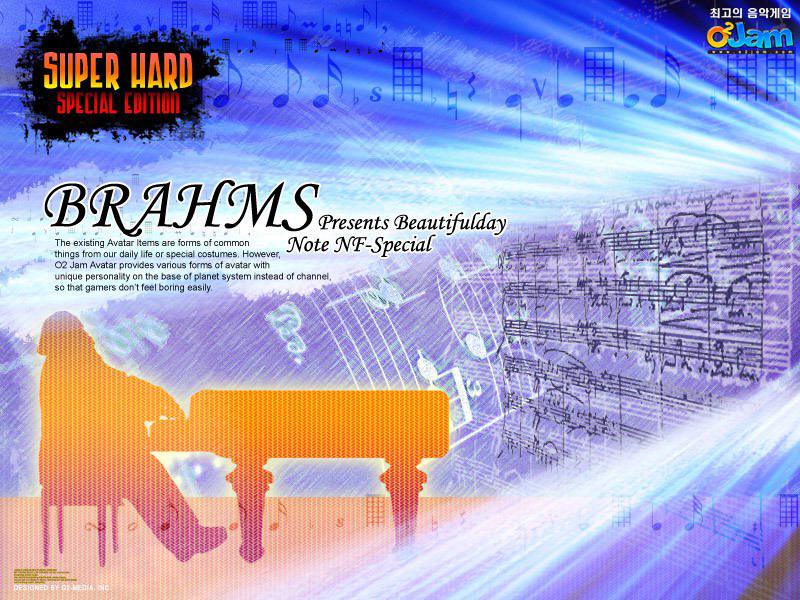 최고의 음악게임
O2Jam
www.o2jam.com
SUPER HARD
SPECIAL EDITION
BRAHMS Presents Beautifulday
Note NF-Special
The existing Avatar Items are forms of common
things from our daily life or special costumes. However,
O2 Jam Avatar provides various forms of avatar with
unique personality on the base of planet system instead of channel,
so that gamers don't feel boring easily.
DESIGNED BY O2-MEDIA, INC